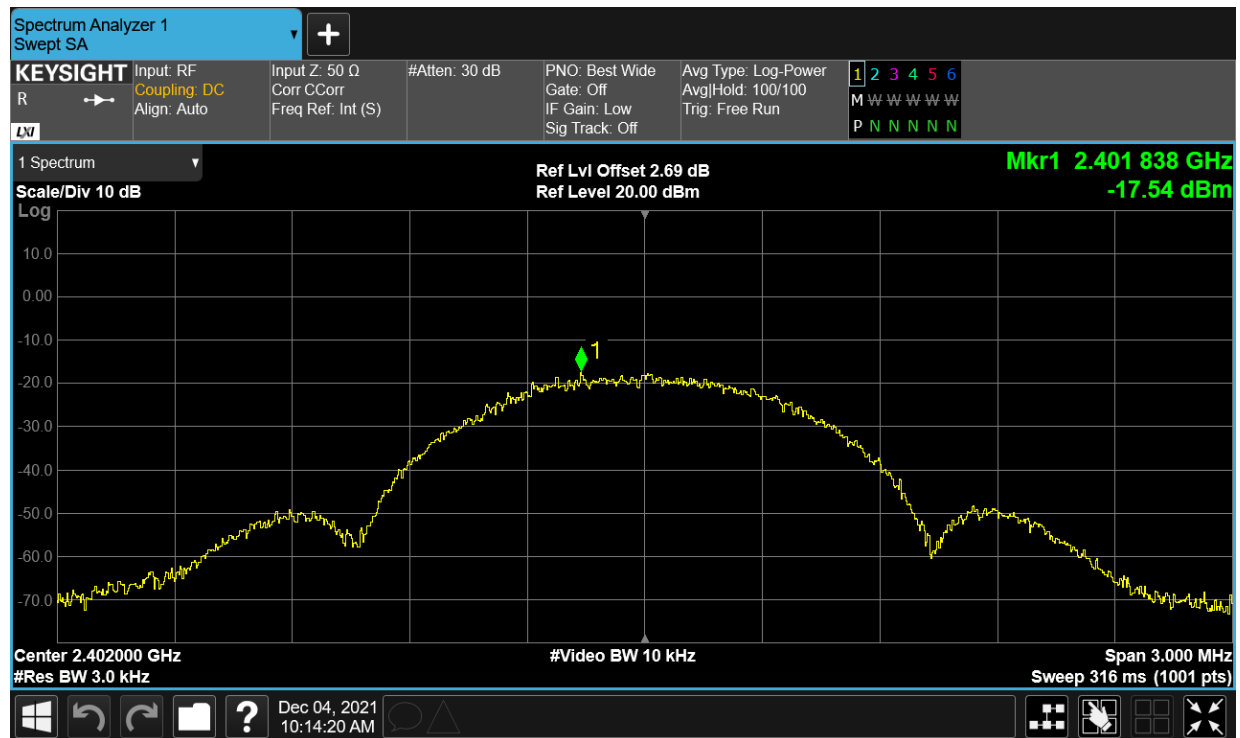 Spectrum Analyzer 1
Swept SA
+
KEYSIGHT
R
LXI
Input: RF
Coupling: DC
Align: Auto
Input Z: 50 Ω
Corr CCorr
Freq Ref: Int (S)
#Atten: 30 dB
PNO: Best Wide
Gate: Off
IF Gain: Low
Sig Track: Off
Avg Type: Log-Power
Avg|Hold: 100/100
Trig: Free Run
1 2 3 4 5 6
M W W W W W
P N N N N N
1 Spectrum
Scale/Div 10 dB
Log
Ref Lvl Offset 2.69 dB
Ref Level 20.00 dBm
Mkr1 2.401 838 GHz
-17.54 dBm
10.0
0.00
-10.0
1
-20.0
-30.0
-40.0
-50.0
-60.0
-70.0
Center 2.402000 GHz
#Video BW 10 kHz
Span 3.000 MHz
#Res BW 3.0 kHz
Sweep 316 ms (1001 pts)
?
Dec 04, 2021
10:14:20 AM